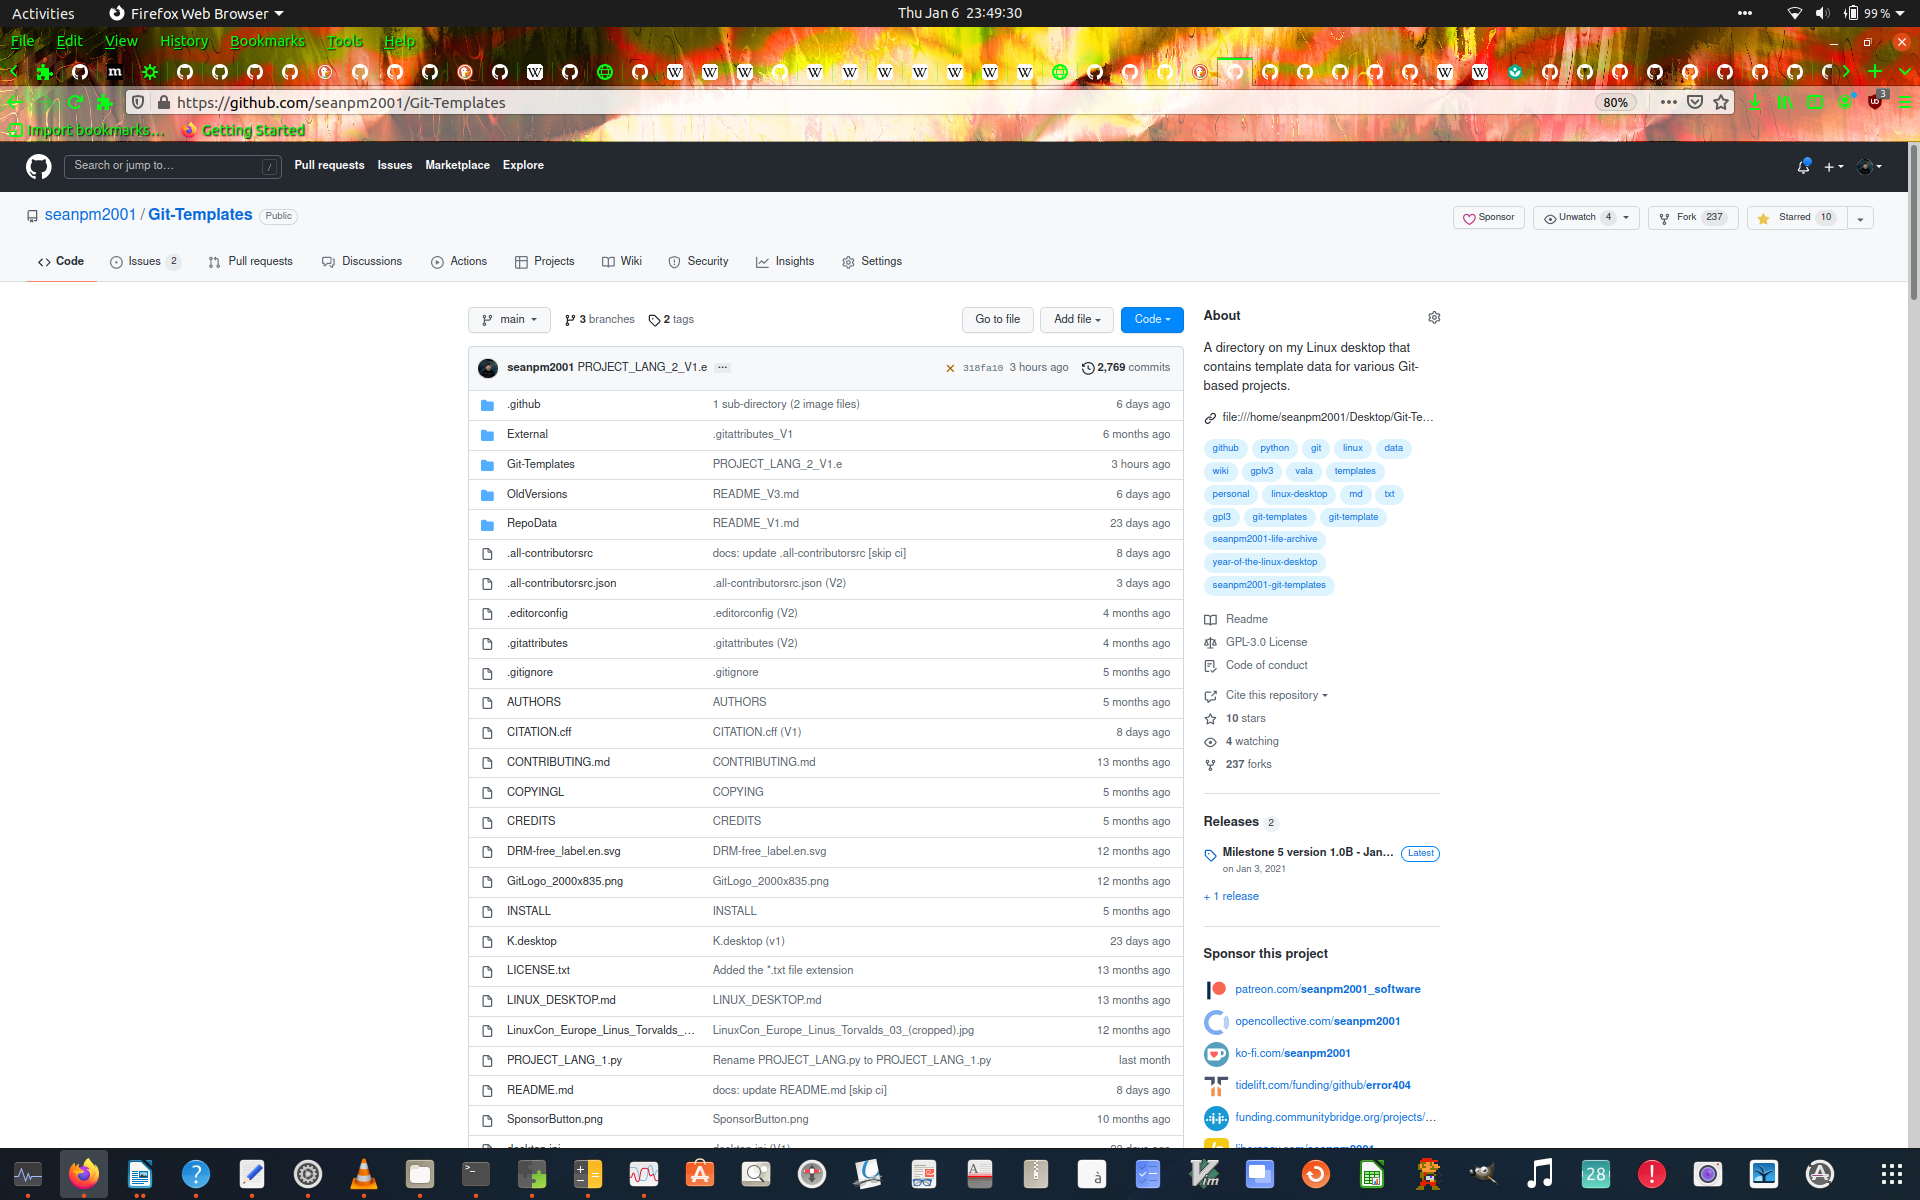 Activities
Firefox Web Browser
Thu Jan 6 23:49:30
99 %
File Edit View History Bookmarks Tools Help
https://github.com/seanpm2001/Git-Templates
80%
3
Import bookmarks...
Getting Started
Search or jump to...
/
Pull requests Issues Marketplace Explore
seanpm2001 / Git-Templates Public
Sponsor
Unwatch 4
Fork 237
Starred 10
Code
Issues 2
Pull requests
Discussions
Actions
Projects
Wiki
Security
Insights
Settings
main
3 branches
2 tags
Go to file
Add file
Code
seanpm2001 PROJECT_LANG_2_V1.e ...
318fa10 3 hours ago
2,769 commits
.github 1 sub-directory (2 image files) 6 days ago
External .gitattributes_V1 6 months ago
Git-Templates PROJECT_LANG_2_V1.e 3 hours ago
OldVersions README_V3.md 6 days ago
RepoData README_V1.md 23 days ago
.all-contributorsrc docs: update .all-contributorsrc [skip ci] 8 days ago
.all-contributorsrc.json .all-contributorsrc.json (V2) 3 days ago
.editorconfig .editorconfig (V2) 4 months ago
.gitattributes .gitattributes (V2) 4 months ago
.gitignore .gitignore 5 months ago
AUTHORS AUTHORS 5 months ago
CITATION.cff CITATION.cff (V1) 8 days ago
CONTRIBUTING.md CONTRIBUTING.md 13 months ago
COPYINGL COPYING 5 months ago
CREDITS CREDITS 5 months ago
DRM-free_label.en.svg DRM-free_label.en.svg 12 months ago
GitLogo_2000x835.png GitLogo_2000x835.png 12 months ago
INSTALL INSTALL 5 months ago
K.desktop K.desktop (v1) 23 days ago
LICENSE.txt Added the *.txt file extension 13 months ago
LINUX_DESKTOP.md LINUX_DESKTOP.md 13 months ago
LinuxCon_Europe_Linus_Torvalds_... LinuxCon_Europe_Linus_Torvalds_03_(cropped).jpg 12 months ago
PROJECT_LANG_1.py Rename PROJECT_LANG.py to PROJECT_LANG_1.py last month
README.md docs: update README.md [skip ci] 8 days ago
SponsorButton.png SponsorButton.png 10 months ago
About
A directory on my Linux desktop that
contains template data for various Git-
based projects.
file:///home/seanpm2001/Desktop/Git-Te...
github python git linux data
wiki gplv3 vala templates
personal linux-desktop md txt
gpl3 git-templates git-template
seanpm2001-life-archive
year-of-the-linux-desktop
seanpm2001-git-templates
Readme
GPL-3.0 License
Code of conduct
Cite this repository
10 stars
4 watching
237 forks
Releases 2
Milestone 5 version 1.0B - Jan... Latest
on Jan 3, 2021
+ 1 release
Sponsor this project
patreon.com/seanpm2001_software
opencollective.com/seanpm2001
ko-fi.com/seanpm2001
tidelift.com/funding/github/error404
funding.communitybridge.org/projects/...
28